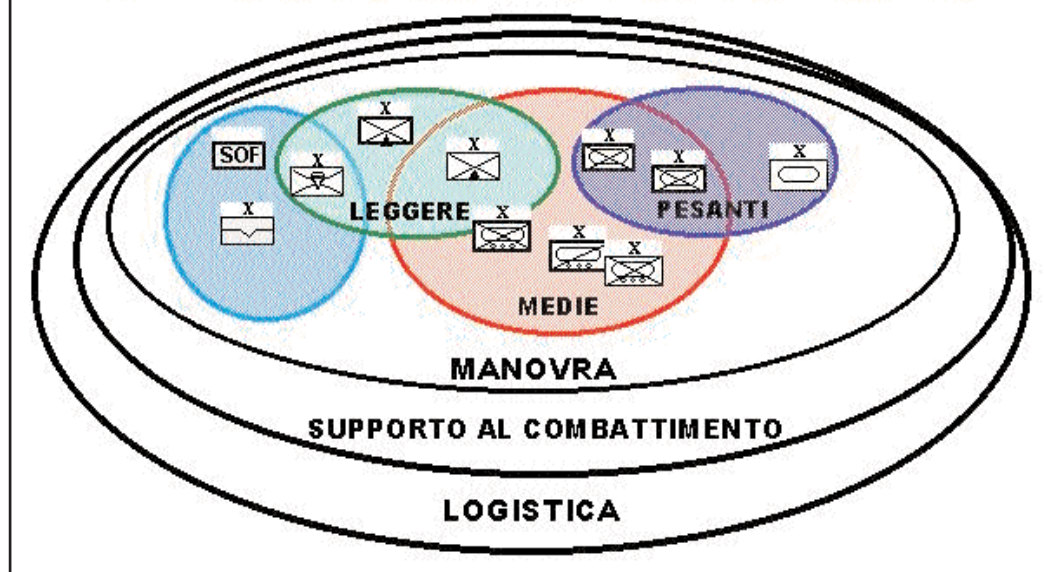 X
SOF
X
X
X
X
X
X
LEGGERE
PESANTI
X
X
X
X
MEDIE
MANOVRA
SUPPORTO AL COMBATTIMENTO
LOGISTICA